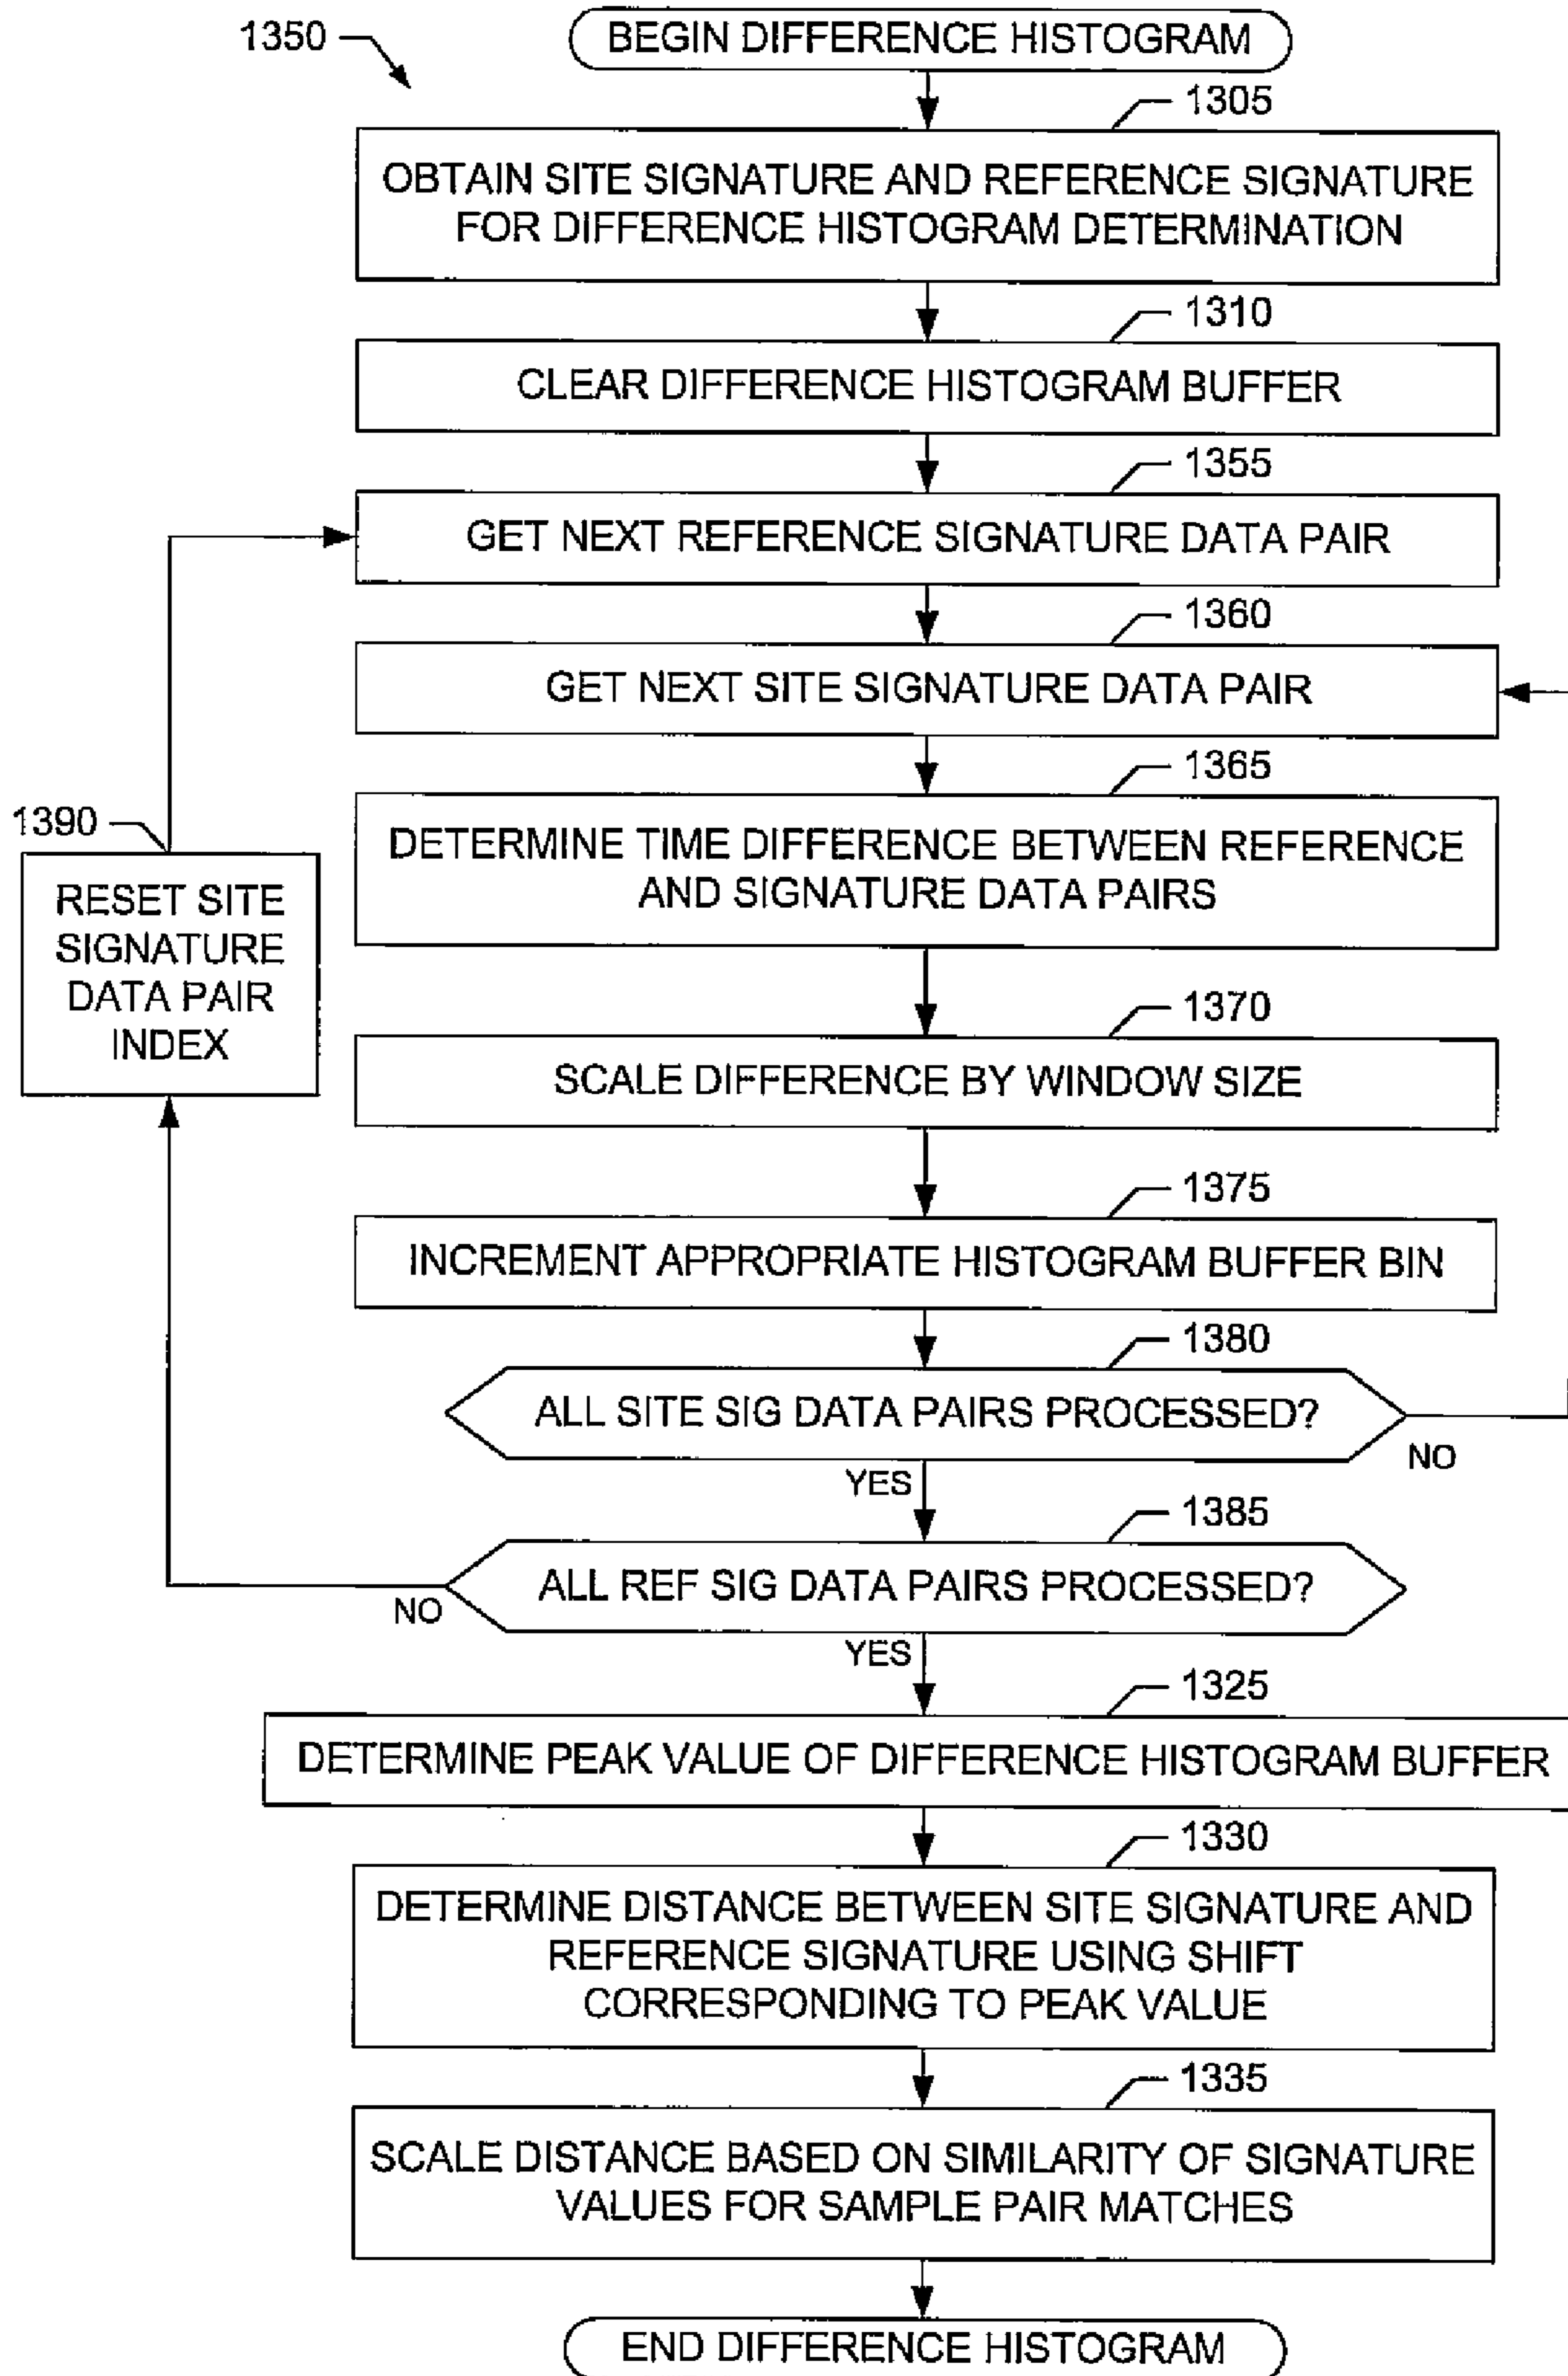 1350
BEGIN DIFFERENCE HISTOGRAM
1305
OBTAIN SITE SIGNATURE AND REFERENCE SIGNATURE
FOR DIFFERENCE HISTOGRAM DETERMINATION
1310
CLEAR DIFFERENCE HISTOGRAM BUFFER
1355
GET NEXT REFERENCE SIGNATURE DATA PAIR
1360
GET NEXT SITE SIGNATURE DATA PAIR
1365
DETERMINE TIME DIFFERENCE BETWEEN REFERENCE
AND SIGNATURE DATA PAIRS
1390
RESET SITE
SIGNATURE
DATA PAIR
INDEX
1370
SCALE DIFFERENCE BY WINDOW SIZE
1375
INCREMENT APPROPRIATE HISTOGRAM BUFFER BIN
1380
ALL SITE SIG DATA PAIRS PROCESSED?
NO
YES
1385
ALL REF SIG DATA PAIRS PROCESSED?
NO
YES
1325
DETERMINE PEAK VALUE OF DIFFERENCE HISTOGRAM BUFFER
1330
DETERMINE DISTANCE BETWEEN SITE SIGNATURE AND
REFERENCE SIGNATURE USING SHIFT
CORRESPONDING TO PEAK VALUE
1335
SCALE DISTANCE BASED ON SIMILARITY OF SIGNATURE
VALUES FOR SAMPLE PAIR MATCHES
END DIFFERENCE HISTOGRAM